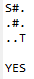 S#.
.#.
..T

YES